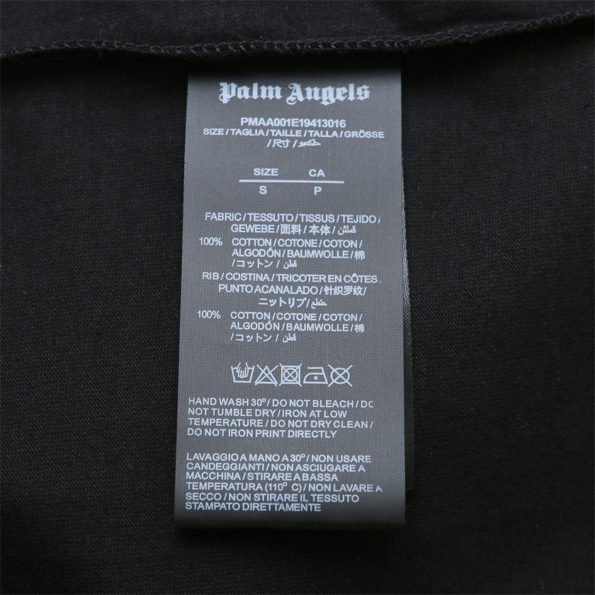 Palm Angels
PMAA001E19413016
SIZE / TAGLIA / TAILLE / TALLA / GRÖSSE
/ 尺寸 /
SIZE CA
S P
FABRIC / TESSUTO / TISSUS / TEJIDO /
GEWEBE / 面料 / 本体 / قماش
100% COTTON / COTONE / COTON /
ALGODÓN / BAUMWOLLE / 棉
/ コットン / قطن
RIB / COSTINA / TRICOTER EN CÔTES /
PUNTO ACANALADO / 针织罗纹 /
ニットリブ /
100% COTTON / COTONE / COTON /
ALGODÓN / BAUMWOLLE / 棉
/ コットン / قطن
HAND WASH 30º / DO NOT BLEACH / DO
NOT TUMBLE DRY / IRON AT LOW
TEMPERATURE / DO NOT DRY CLEAN /
DO NOT IRON PRINT DIRECTLY
LAVAGGIO A MANO A 30º / NON USARE
CANDEGGIANTI / NON ASCIUGARE A
MACCHINA / STIRARE A BASSA
TEMPERATURA (110º C) / NON LAVARE A
SECCO / NON STIRARE IL TESSUTO
STAMPATO DIRETTAMENTE